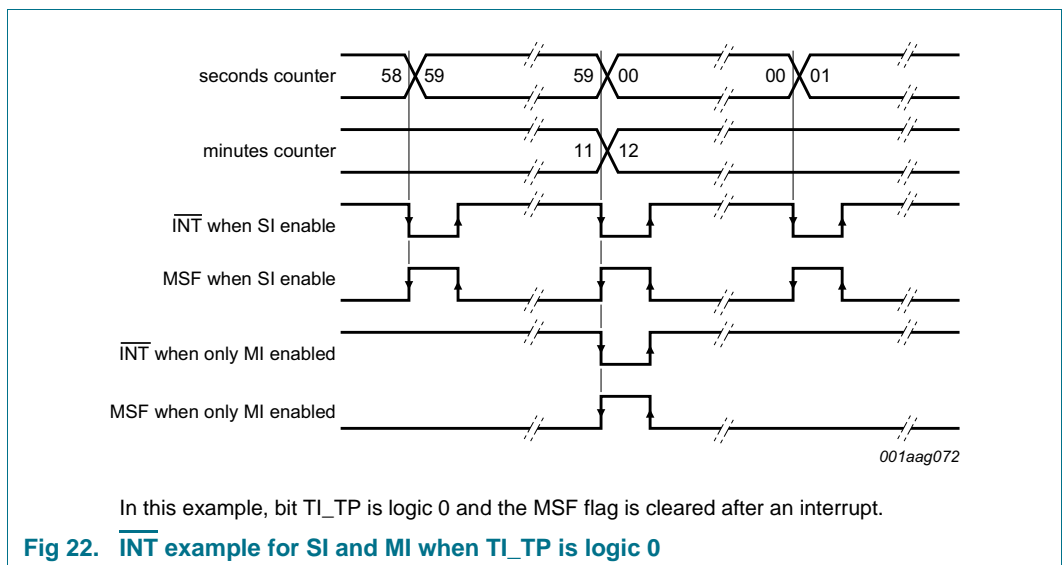 seconds counter 58 59 59 00 00 01
minutes counter 11 12
INT when SI enable
MSF when SI enable
INT when only MI enabled
MSF when only MI enabled
001aag072
In this example, bit TI_TP is logic 0 and the MSF flag is cleared after an interrupt.
Fig 22. INT example for SI and MI when TI_TP is logic 0